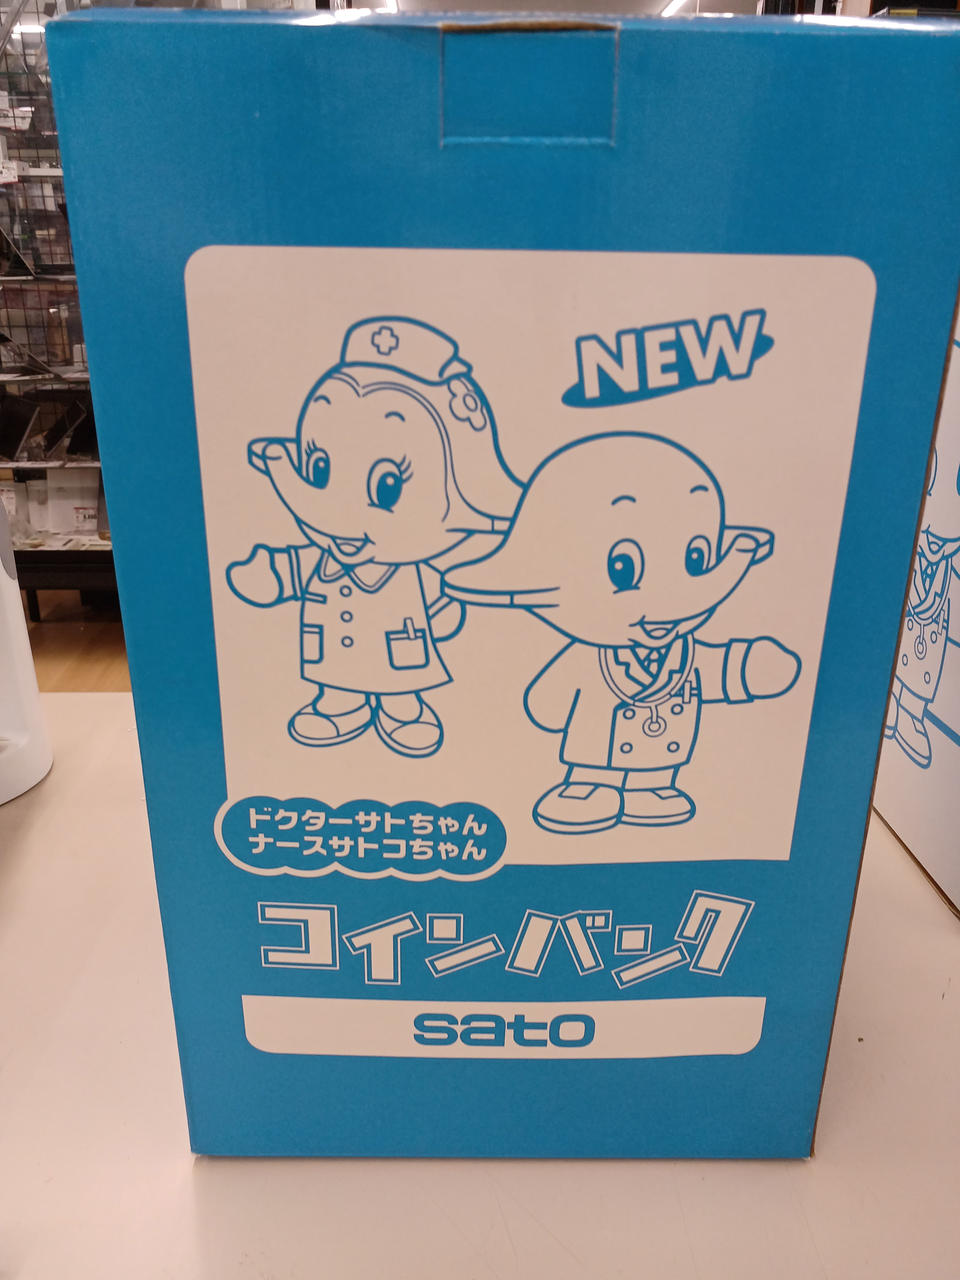 NEW
ドクターサトちゃん
ナースサトコちゃん
コインバンク
sato